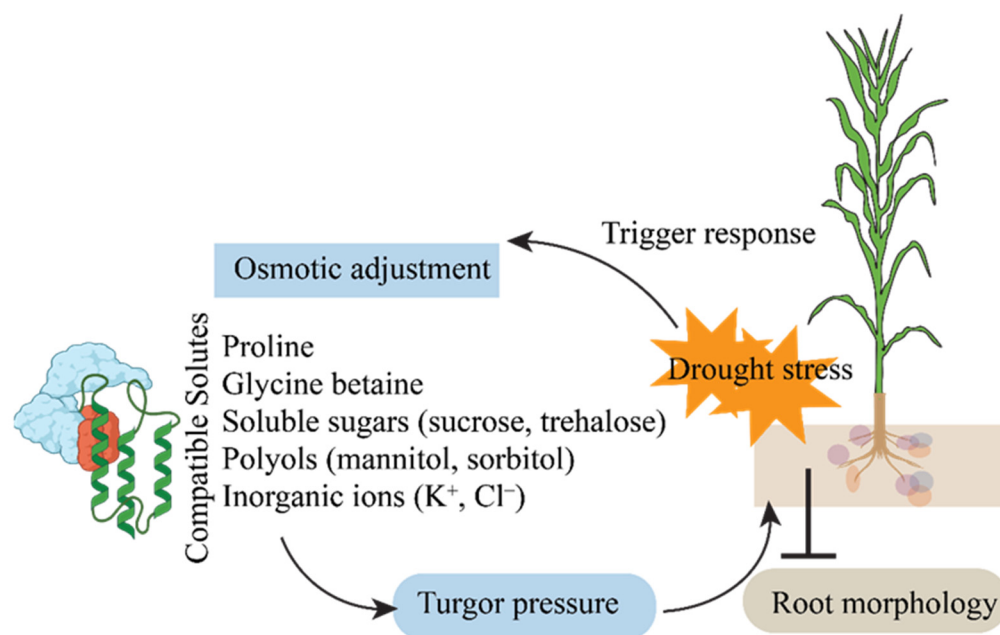 Trigger response
Osmotic adjustment
Drought stress
Compatible Solutes
Proline
Glycine betaine
Soluble sugars (sucrose, trehalose)
Polyols (mannitol, sorbitol)
Inorganic ions (K⁺, Cl⁻)
Turgor pressure
Root morphology